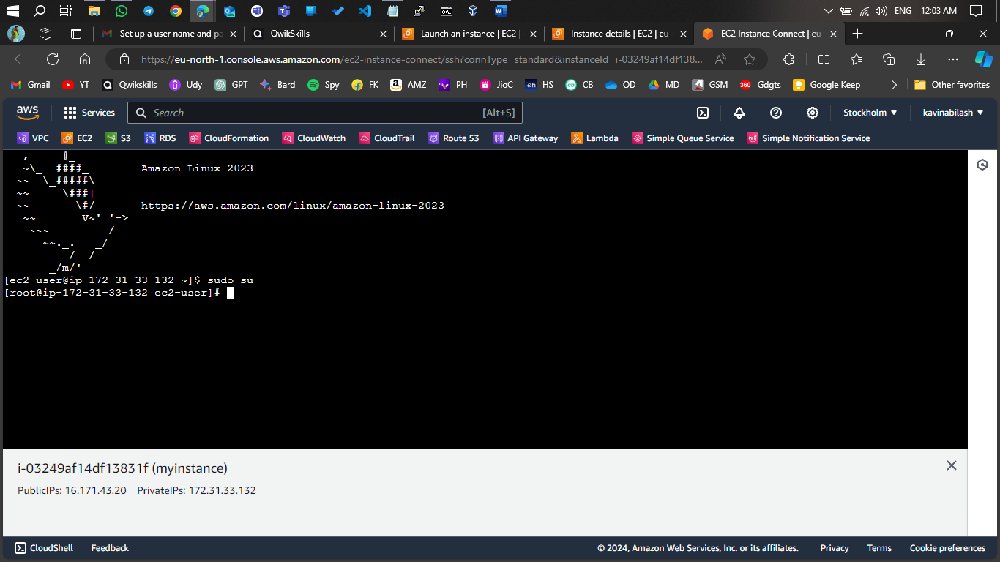 ENG 12:03 AM
Set up a user name and pa
QwikSkills
Launch an instance | EC2 |
Instance details | EC2 | eu-
EC2 Instance Connect | eu-
https://eu-north-1.console.aws.amazon.com/ec2-instance-connect/ssh?connType=standard&instanceId=i-03249af14df138...
Gmail YT Qwikskills Udy GPT Bard Spy FK AMZ PH JioC HS CB OD MD GSM Gdgts Google Keep Other favorites
aws Services Search [Alt+S] Stockholm kavinabilash
VPC EC2 S3 RDS CloudFormation CloudWatch CloudTrail Route 53 API Gateway Lambda Simple Queue Service Simple Notification Service
   ,     #_
   ~\_  ####_        Amazon Linux 2023
  ~~  \_#####\
  ~~     \###|
  ~~       \#/ ___   https://aws.amazon.com/linux/amazon-linux-2023
   ~~       V~' '->
    ~~~         /
      ~~._.   _/
         _/ _/
       _/m/'
[ec2-user@ip-172-31-33-132 ~]$ sudo su
[root@ip-172-31-33-132 ec2-user]#
i-03249af14df13831f (myinstance)
PublicIPs: 16.171.43.20 PrivateIPs: 172.31.33.132
CloudShell Feedback © 2024, Amazon Web Services, Inc. or its affiliates. Privacy Terms Cookie preferences